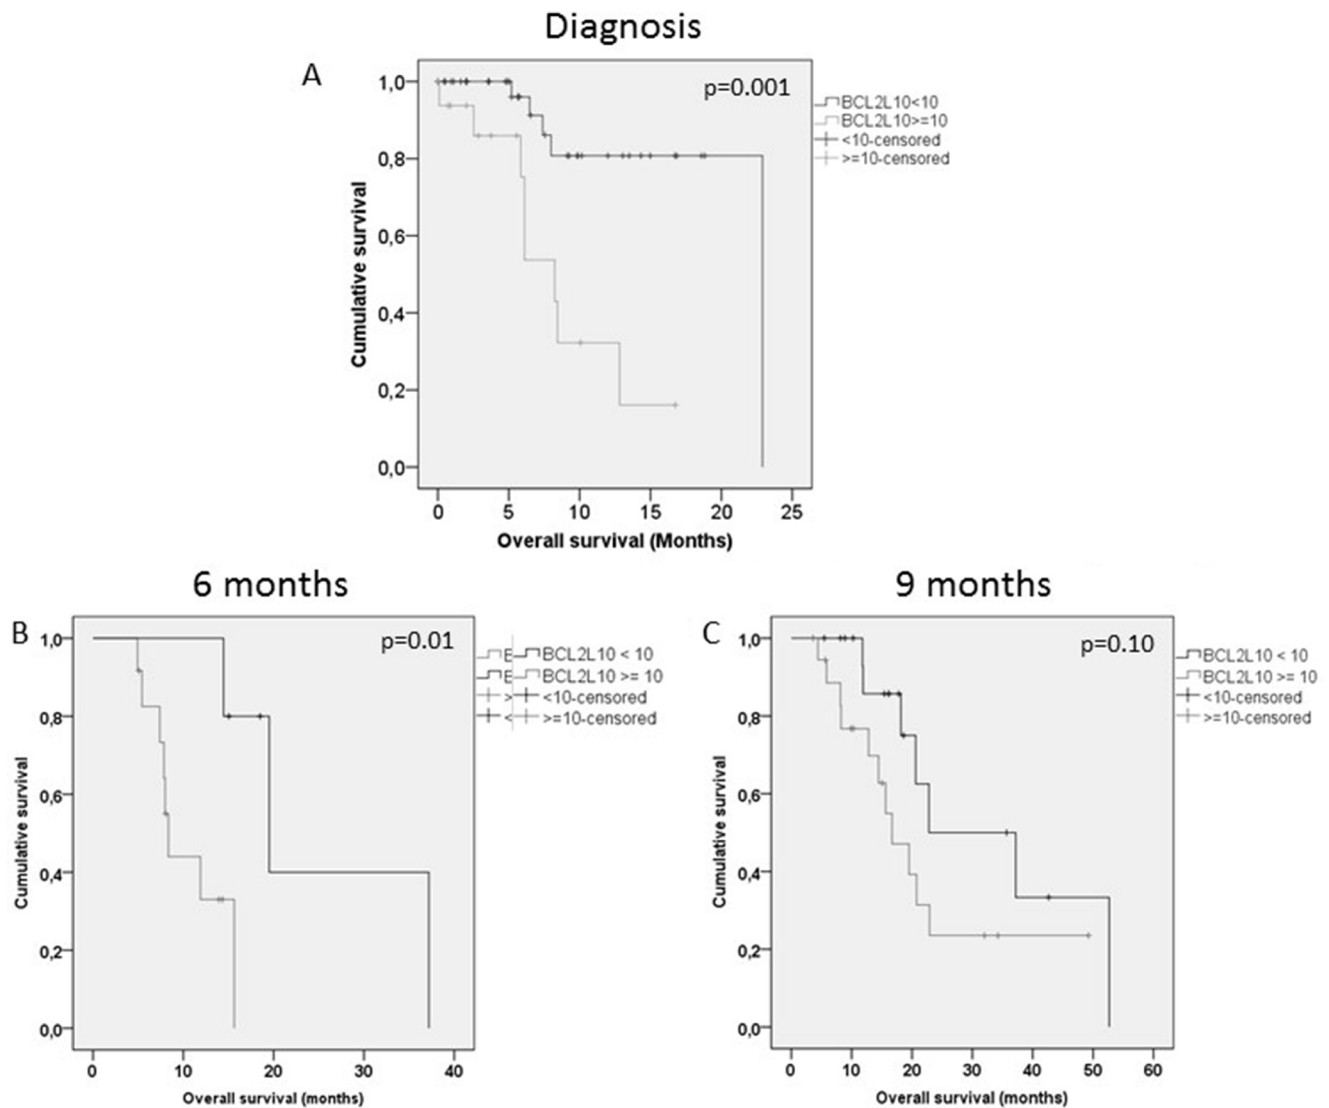 Diagnosis
A
p=0.001
1,0
0,8
0,6
0,4
0,2
0,0
Cumulative survival
0 5 10 15 20 25
Overall survival (Months)
BCL2L10<10
BCL2L10>=10
<10-censored
>=10-censored
6 months
B
p=0.01
1,0
0,8
0,6
0,4
0,2
0,0
Cumulative survival
0 10 20 30 40
Overall survival (months)
BCL2L10 < 10
BCL2L10 >= 10
<10-censored
>=10-censored
9 months
C
p=0.10
1,0
0,8
0,6
0,4
0,2
0,0
Cumulative survival
0 10 20 30 40 50 60
Overall survival (months)
BCL2L10 < 10
BCL2L10 >= 10
<10-censored
>=10-censored